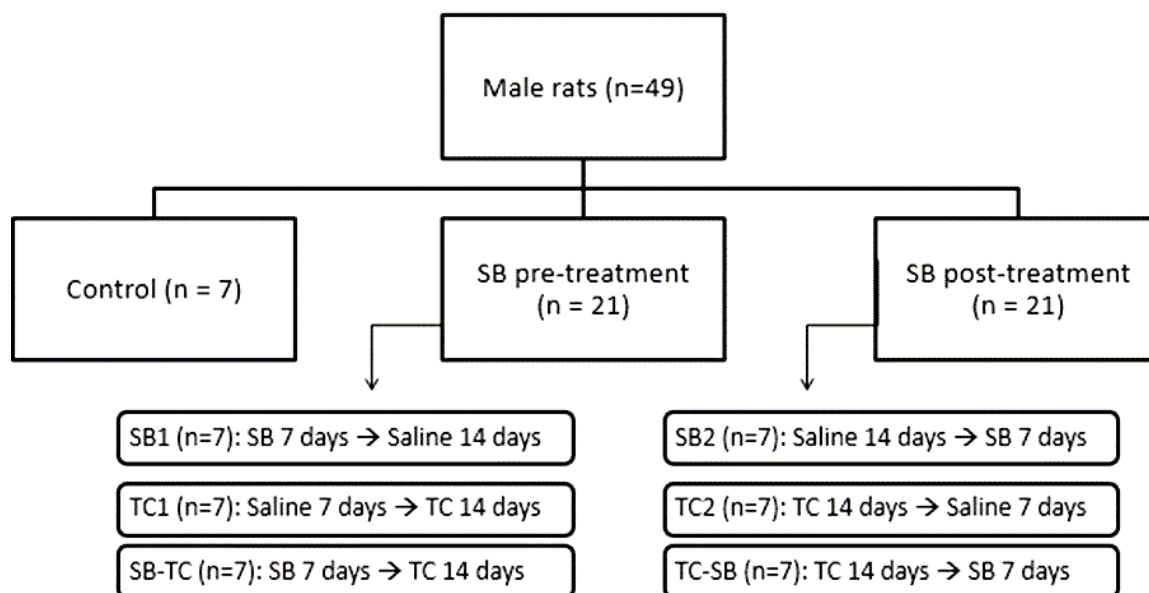 Male rats (n=49)
Control (n = 7)
SB pre-treatment
(n = 21)
SB post-treatment
(n = 21)
SB1 (n=7): SB 7 days → Saline 14 days
TC1 (n=7): Saline 7 days → TC 14 days
SB-TC (n=7): SB 7 days → TC 14 days
SB2 (n=7): Saline 14 days → SB 7 days
TC2 (n=7): TC 14 days → Saline 7 days
TC-SB (n=7): TC 14 days → SB 7 days